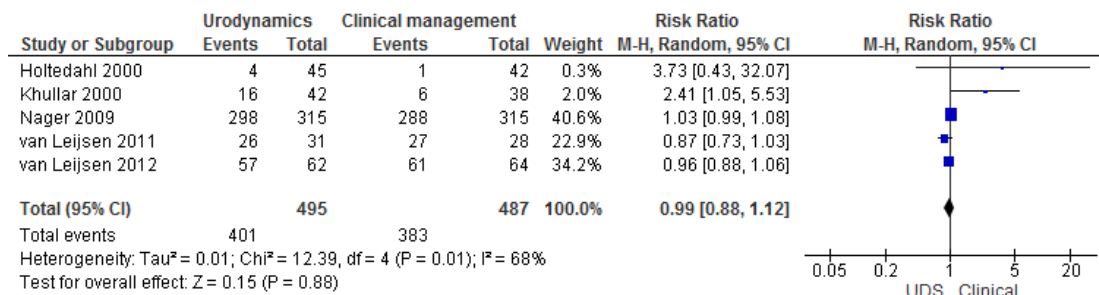 Urodynamics Clinical management Risk Ratio Risk Ratio
Study or Subgroup Events Total Events Total Weight M-H, Random, 95% CI M-H, Random, 95% CI
Holtedahl 2000 4 45 1 42 0.3% 3.73 [0.43, 32.07]
Khullar 2000 16 42 6 38 2.0% 2.41 [1.05, 5.53]
Nager 2009 298 315 288 315 40.6% 1.03 [0.99, 1.08]
van Leijsen 2011 26 31 27 28 22.9% 0.87 [0.73, 1.03]
van Leijsen 2012 57 62 61 64 34.2% 0.96 [0.88, 1.06]
Total (95% CI) 495 487 100.0% 0.99 [0.88, 1.12]
Total events 401 383
Heterogeneity: Tau² = 0.01; Chi² = 12.39, df = 4 (P = 0.01); I² = 68%
Test for overall effect: Z = 0.15 (P = 0.88)
0.05 0.2 1 5 20
UDS Clinical